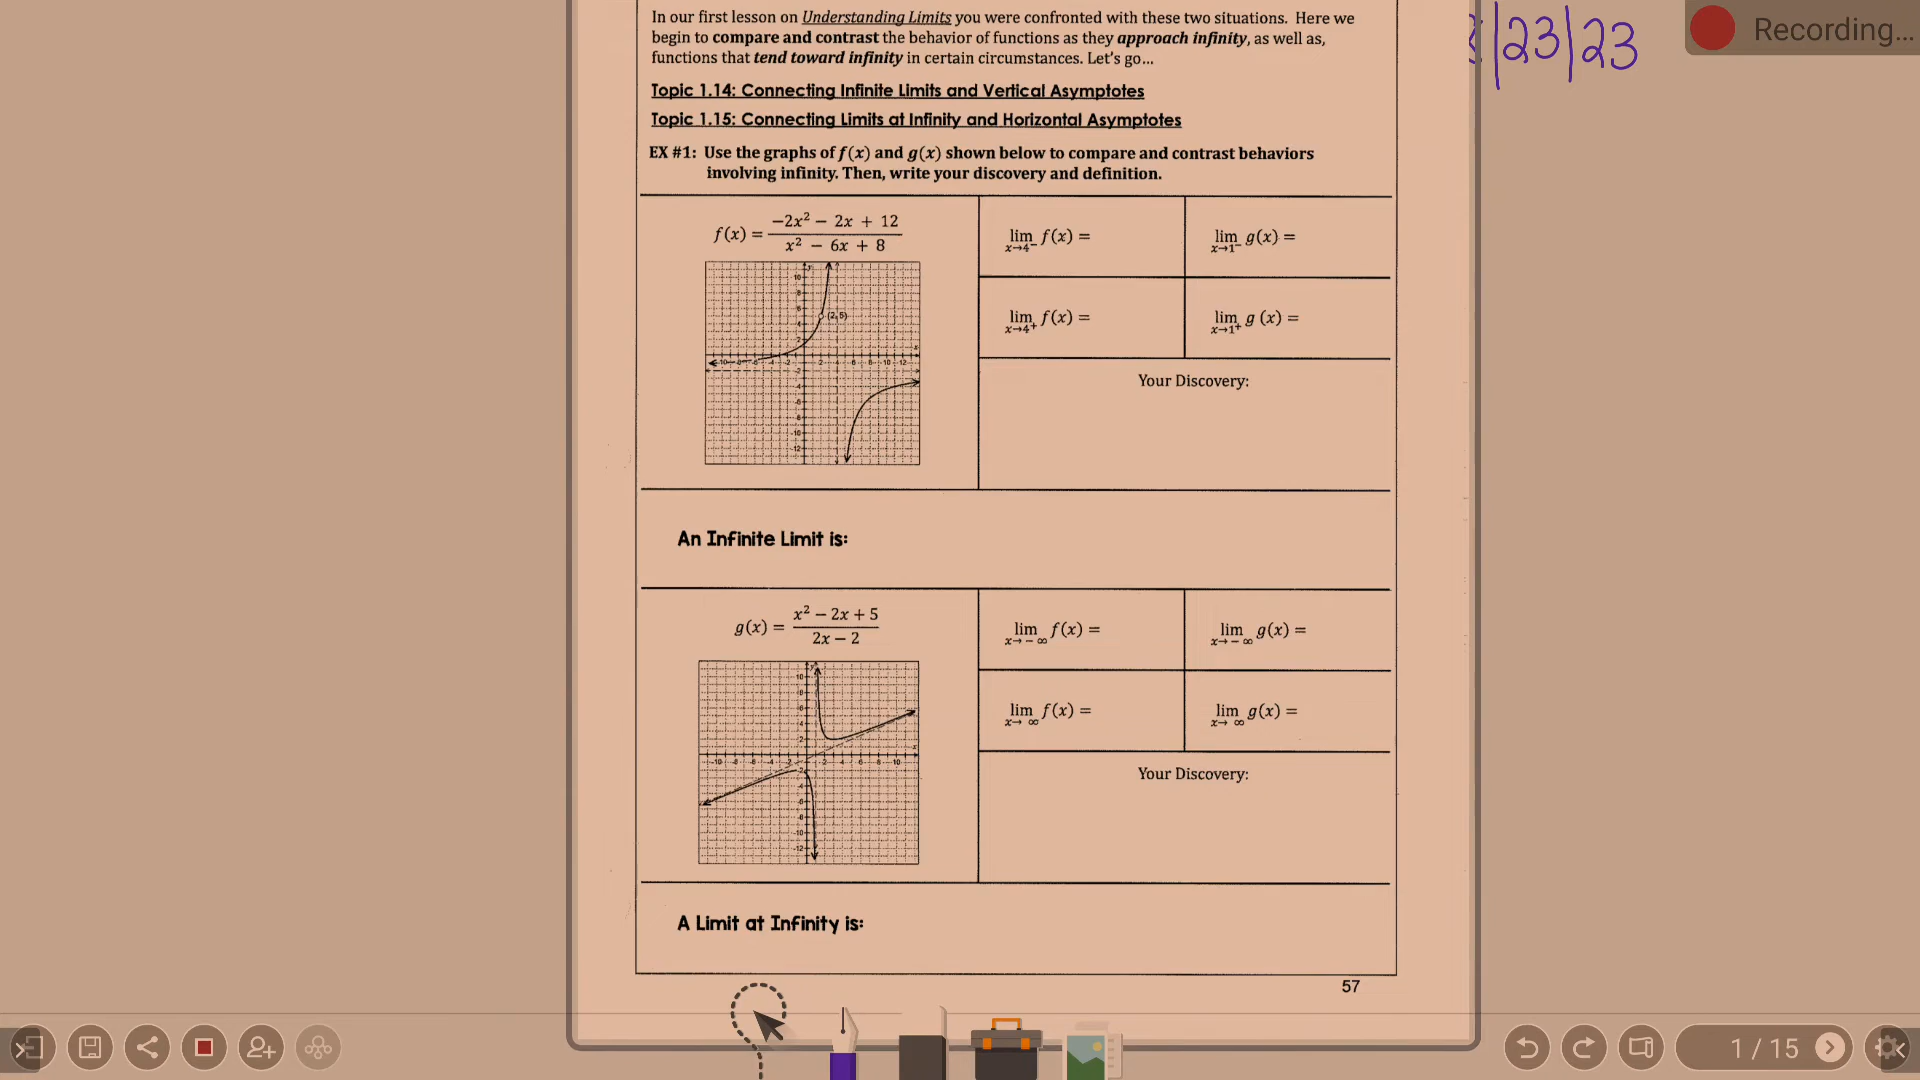 In our first lesson on Understanding Limits you were confronted with these two situations. Here we
begin to compare and contrast the behavior of functions as they approach infinity, as well as,
functions that tend toward infinity in certain circumstances. Let's go...
|23|23
Recording...
Topic 1.14: Connecting Infinite Limits and Vertical Asymptotes
Topic 1.15: Connecting Limits at Infinity and Horizontal Asymptotes
EX #1: Use the graphs of f(x) and g(x) shown below to compare and contrast behaviors
involving infinity. Then, write your discovery and definition.
f(x) = (−2x² − 2x + 12)/(x² − 6x + 8)
(2,5)
lim x→4⁻ f(x) =
lim x→1⁻ g(x) =
lim x→4⁺ f(x) =
lim x→1⁺ g (x) =
Your Discovery:
An Infinite Limit is:
g(x) = (x² − 2x + 5)/(2x − 2)
lim x→−∞ f(x) =
lim x→−∞ g(x) =
lim x→∞ f(x) =
lim x→∞ g(x) =
Your Discovery:
A Limit at Infinity is:
57
1 / 15